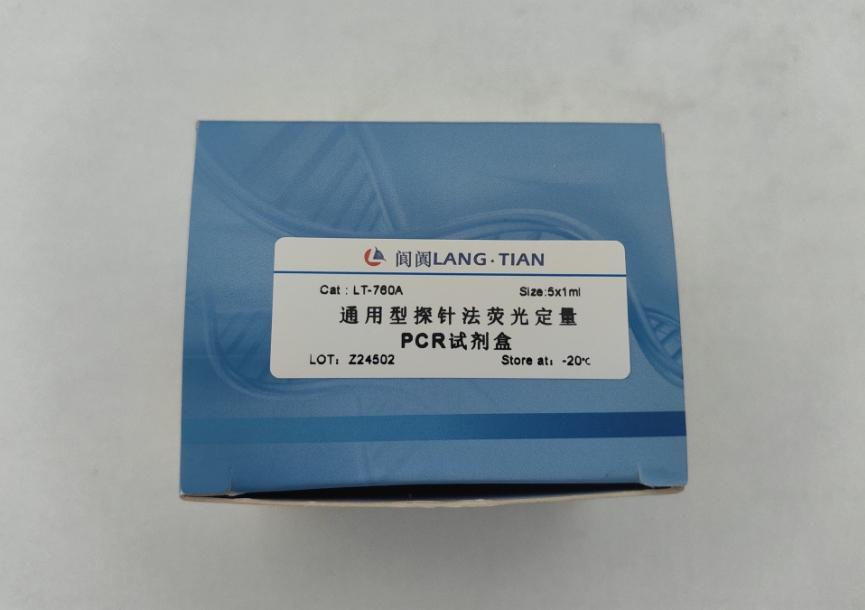 阆阗LANG·TIAN
Cat：LT-760A Size:5x1ml
通用型探针法荧光定量
PCR试剂盒
LOT：Z24502 Store at：-20℃